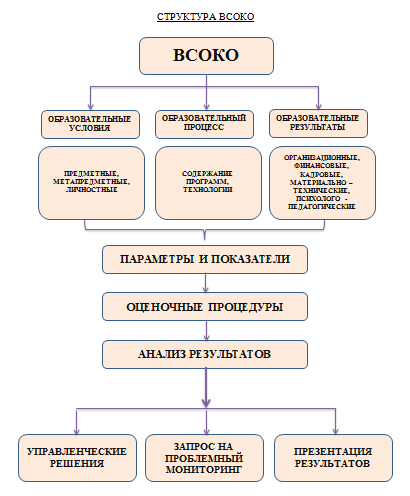 СТРУКТУРА ВСОКО
ВСОКО
ОБРАЗОВАТЕЛЬНЫЕ
УСЛОВИЯ
ОБРАЗОВАТЕЛЬНЫЙ
ПРОЦЕСС
ОБРАЗОВАТЕЛЬНЫЕ
РЕЗУЛЬТАТЫ
ПРЕДМЕТНЫЕ,
МЕТАПРЕДМЕТНЫЕ,
ЛИЧНОСТНЫЕ
СОДЕРЖАНИЕ
ПРОГРАММ,
ТЕХНОЛОГИИ
ОРГАНИЗАЦИОННЫЕ,
ФИНАНСОВЫЕ,
КАДРОВЫЕ,
МАТЕРИАЛЬНО –
ТЕХНИЧЕСКИЕ,
ПСИХОЛОГО -
ПЕДАГОГИЧЕСКИЕ
ПАРАМЕТРЫ И ПОКАЗАТЕЛИ
ОЦЕНОЧНЫЕ ПРОЦЕДУРЫ
АНАЛИЗ РЕЗУЛЬТАТОВ
УПРАВЛЕНЧЕСКИЕ
РЕШЕНИЯ
ЗАПРОС НА
ПРОБЛЕМНЫЙ
МОНИТОРИНГ
ПРЕЗЕНТАЦИЯ
РЕЗУЛЬТАТОВ